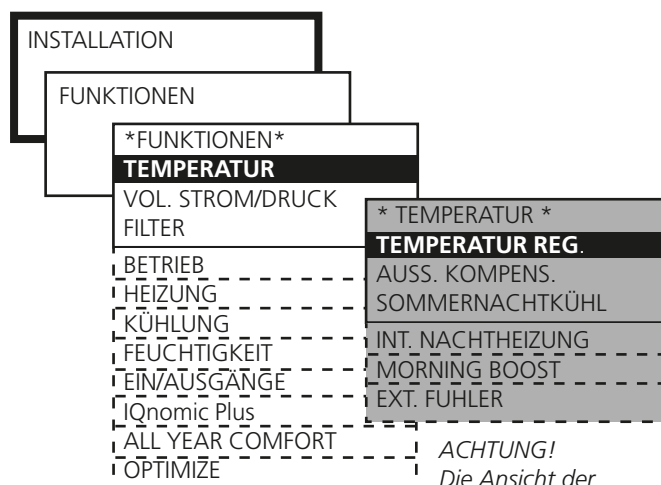 INSTALLATION
FUNKTIONEN
*FUNKTIONEN*
TEMPERATUR
VOL. STROM/DRUCK
FILTER
BETRIEB
HEIZUNG
KÜHLUNG
FEUCHTIGKEIT
EIN/AUSGÄNGE
IQnomic Plus
ALL YEAR COMFORT
OPTIMIZE
* TEMPERATUR *
TEMPERATUR REG.
AUSS. KOMPENS.
SOMMERNACHTKÜHL
INT. NACHTHEIZUNG
MORNING BOOST
EXT. FUHLER
ACHTUNG!
Die Ansicht der